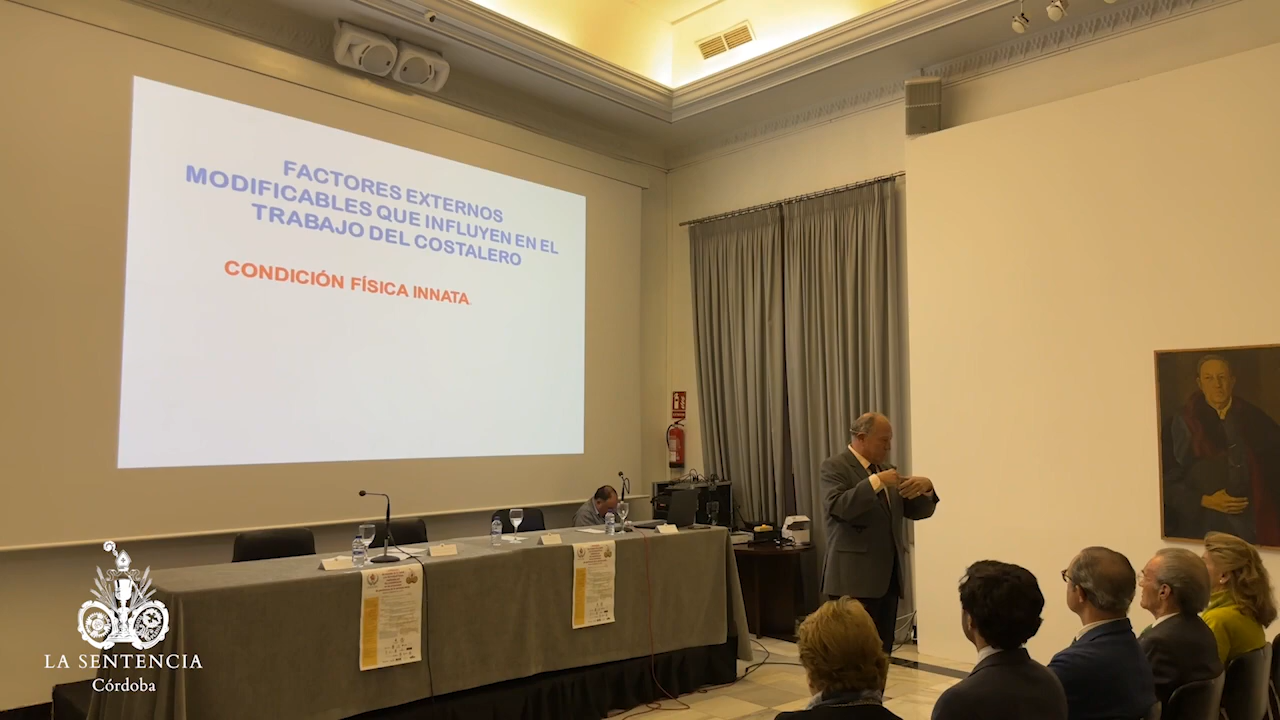 FACTORES EXTERNOS
MODIFICABLES QUE INFLUYEN EN EL
TRABAJO DEL COSTALERO
CONDICIÓN FÍSICA INNATA.
LA SENTENCIA
Córdoba